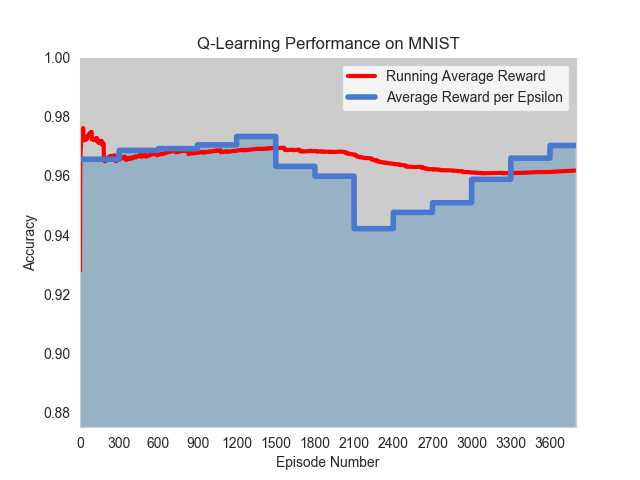 Q-Learning Performance on MNIST
Running Average Reward
Average Reward per Epsilon
Accuracy
1.00
0.98
0.96
0.94
0.92
0.90
0.88
0 300 600 900 1200 1500 1800 2100 2400 2700 3000 3300 3600
Episode Number